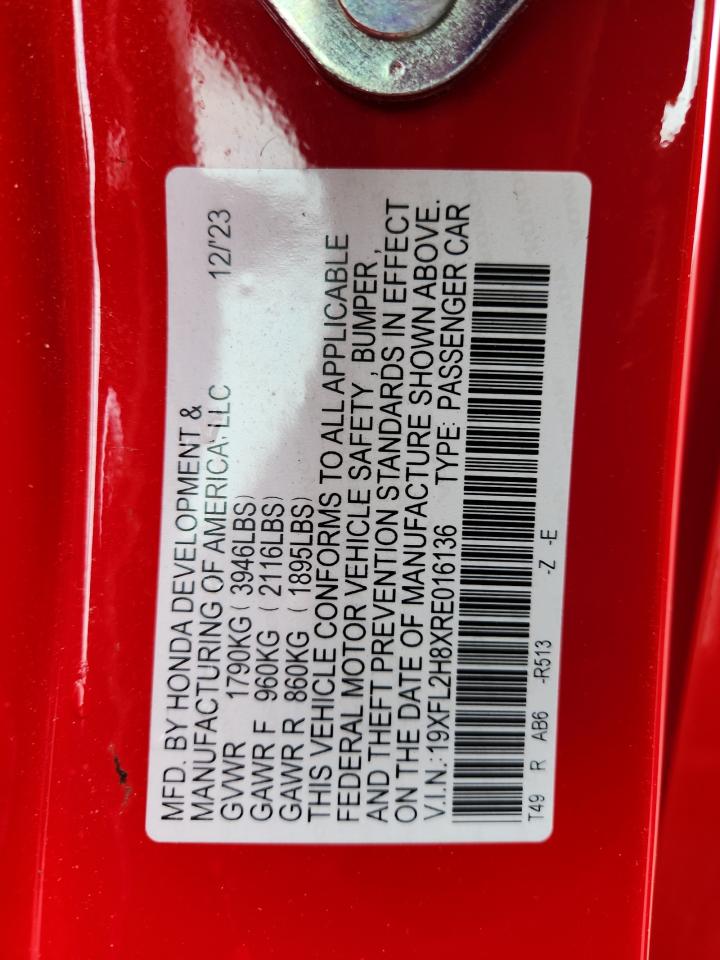 MFD. BY HONDA DEVELOPMENT &
MANUFACTURING OF AMERICA, LLC 12/'23
GVWR 1790KG ( 3946LBS)
GAWR F 960KG ( 2116LBS)
GAWR R 860KG ( 1895LBS)
THIS VEHICLE CONFORMS TO ALL APPLICABLE
FEDERAL MOTOR VEHICLE SAFETY , BUMPER ,
AND THEFT PREVENTION STANDARDS IN EFFECT
ON THE DATE OF MANUFACTURE SHOWN ABOVE.
V.I.N.:19XFL2H8XRE016136 TYPE: PASSENGER CAR
T49 R AB6 -R513 -Z -E